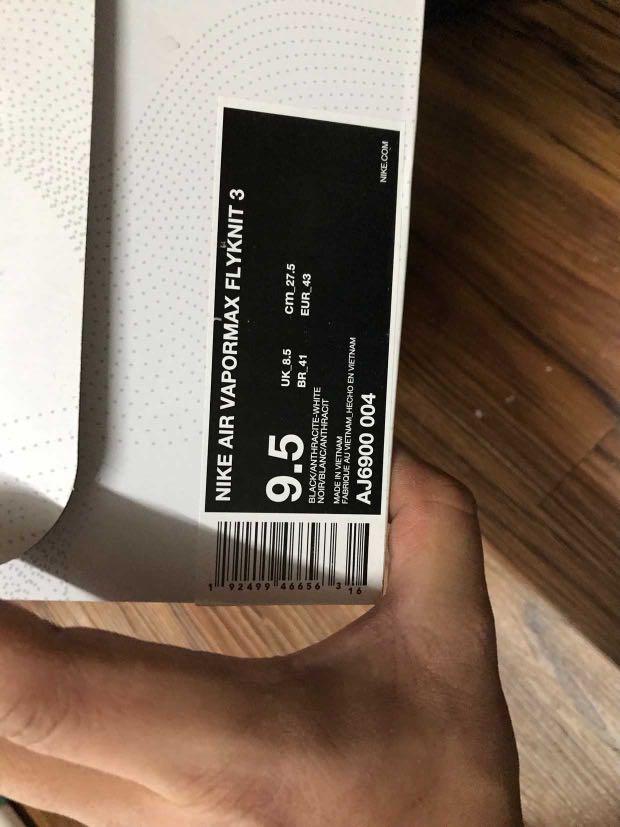 NIKE AIR VAPORMAX FLYKNIT 3
9.5
UK_8.5 cm_27.5
BR_41 EUR_43
BLACK/ANTHRACITE-WHITE
NOIR/BLANC/ANTHRACIT
MADE IN VIETNAM
FABRIQUE AU VIETNAM_HECHO EN VIETNAM
AJ6900 004
NIKE.COM
1 92499 46656 3 16